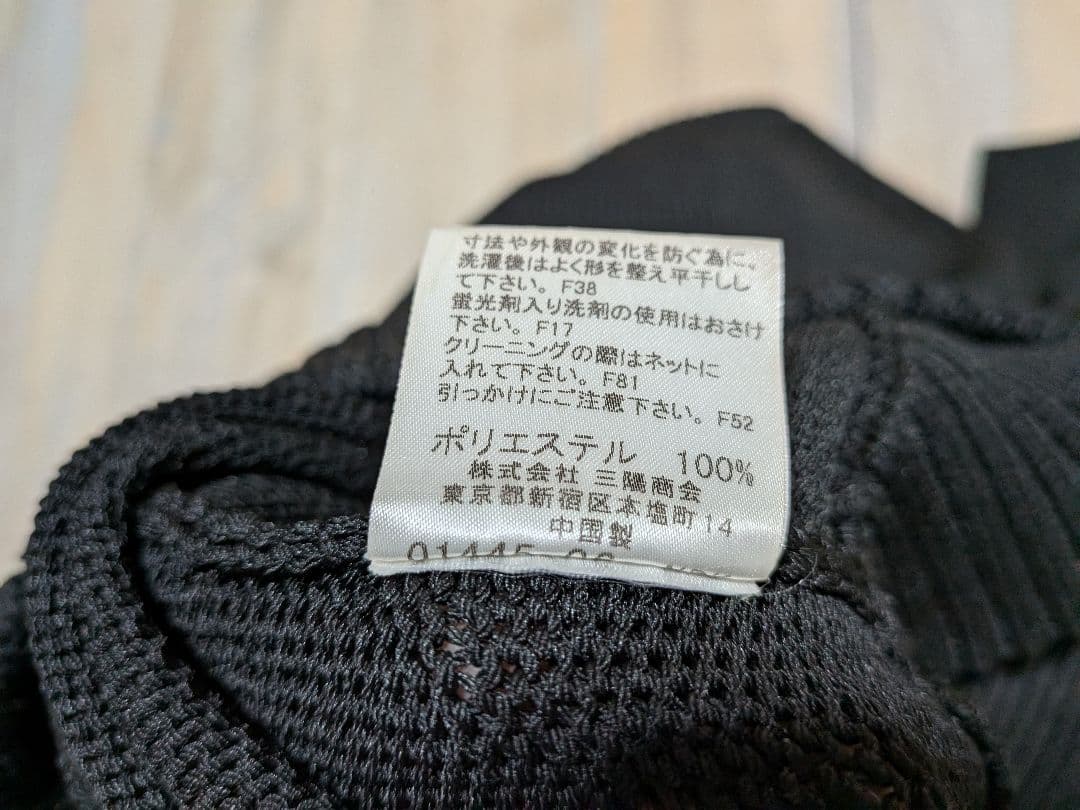 寸法や外観の変化を防ぐ為に、
洗濯後はよく形を整え平干しし
て下さい。F38
蛍光剤入り洗剤の使用はおさけ
下さい。F17
クリーニングの際はネットに
入れて下さい。F81
引っかけにご注意下さい。F52
ポリエステル 100%
株式会社 三陽商会
東京都新宿区本塩町14
中国製